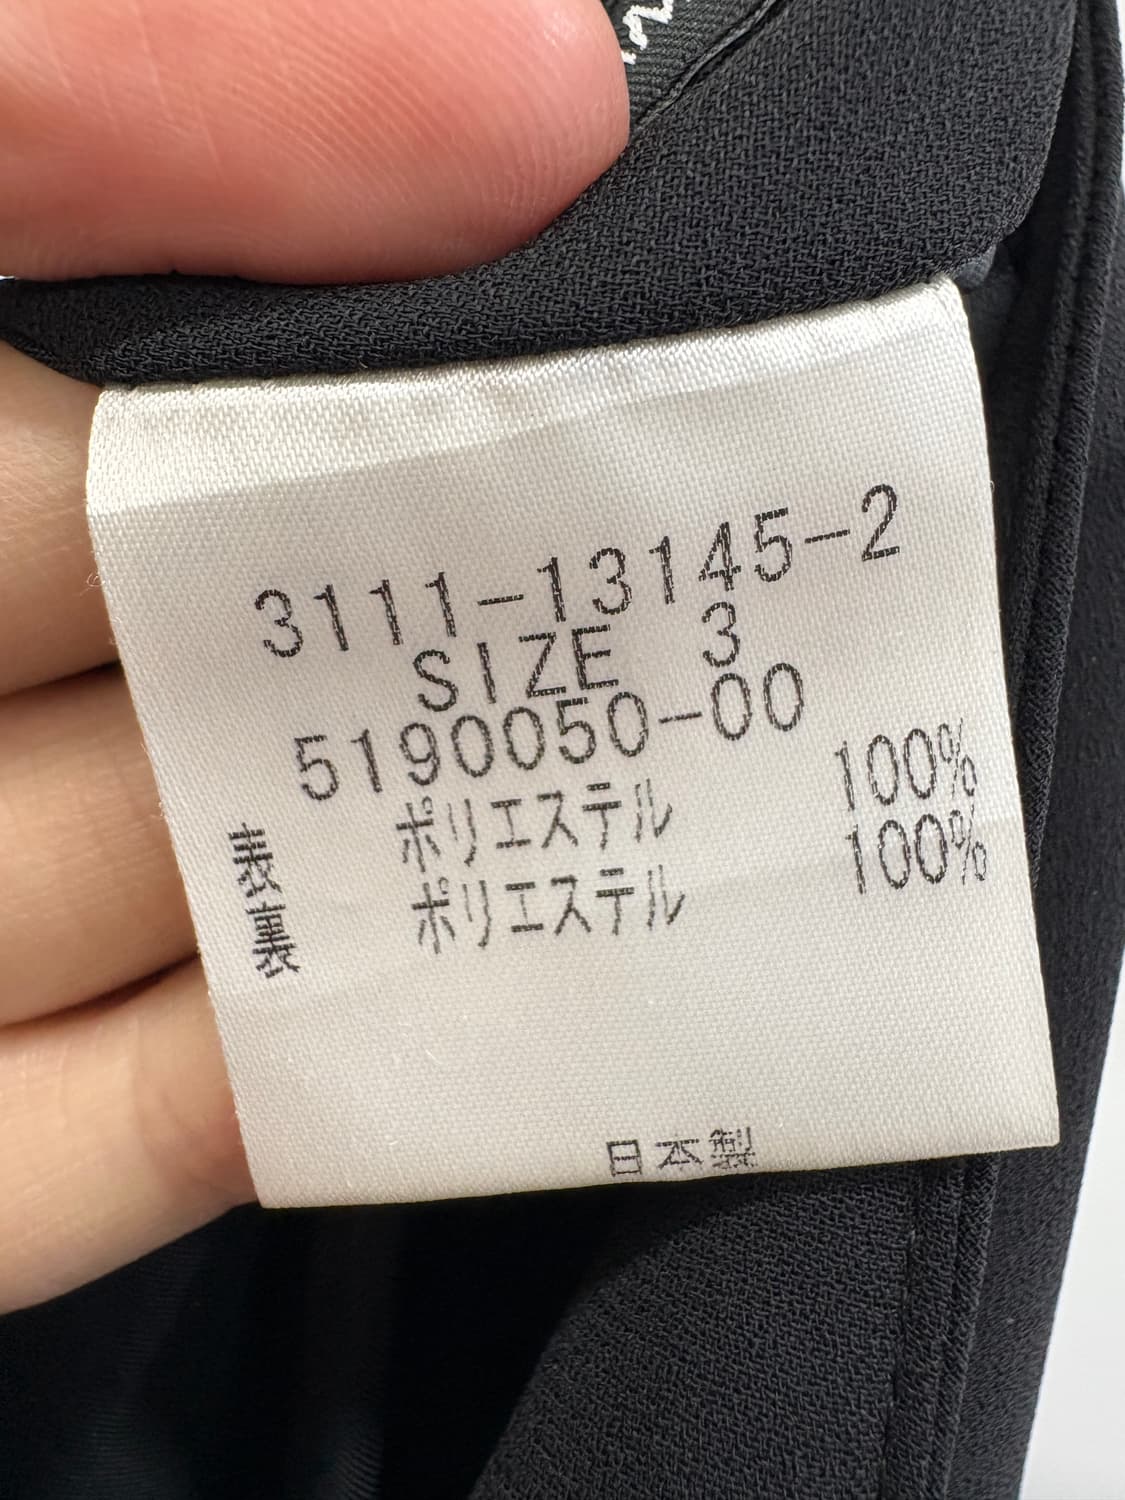 3111-13145-2
SIZE 3
5190050-00
表 ポリエステル 100%
裏 ポリエステル 100%
日本製